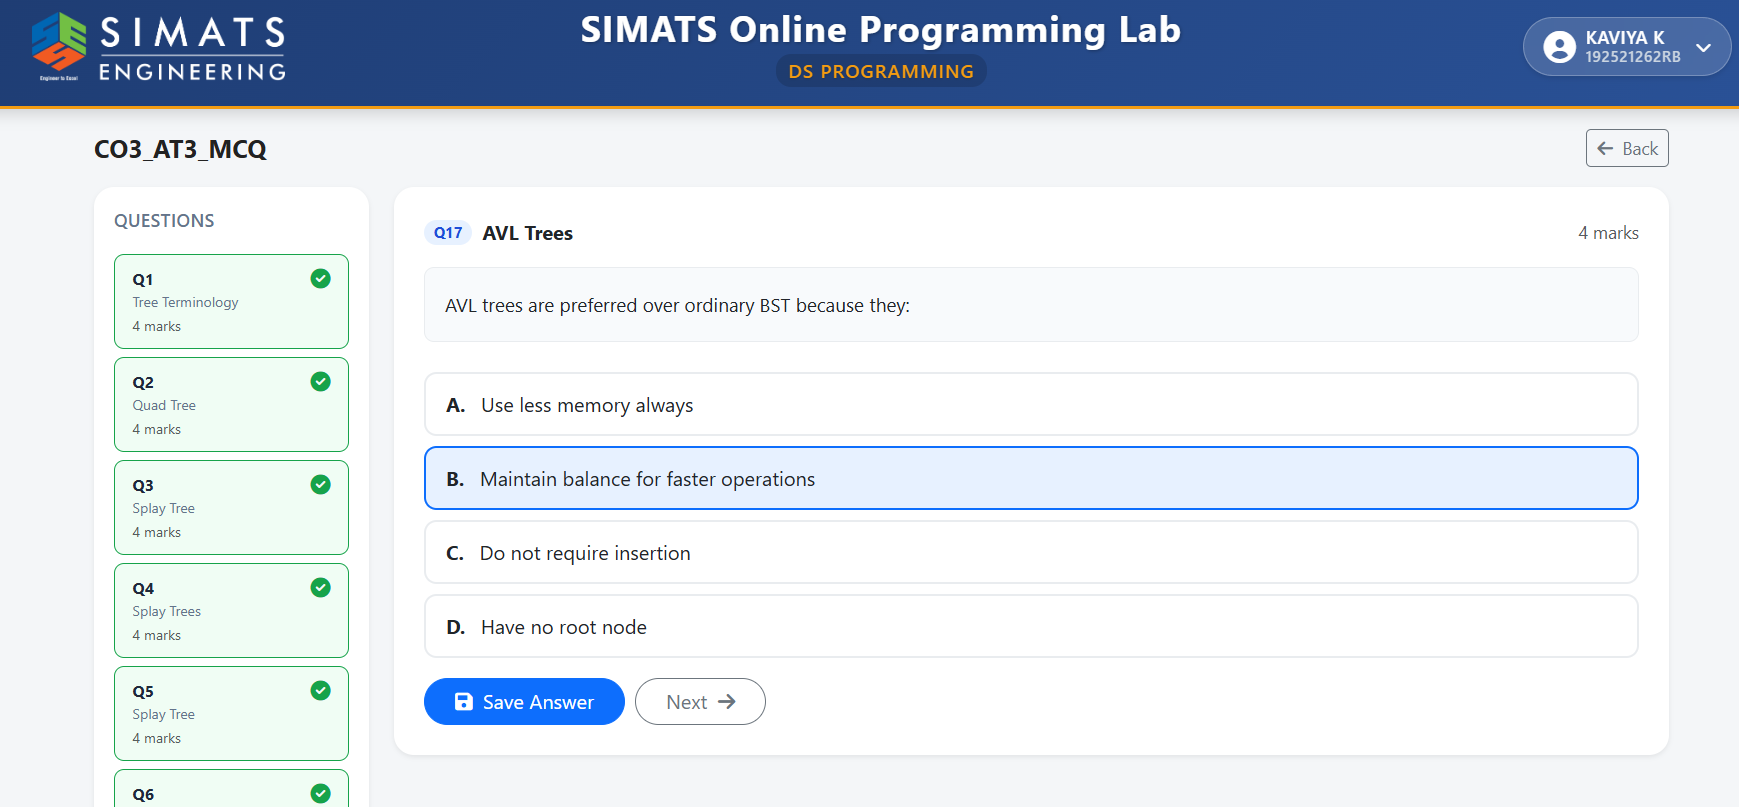 SIMATS
ENGINEERING
Engineer to Excel
SIMATS Online Programming Lab
DS PROGRAMMING
KAVIYA K
192521262RB
CO3_AT3_MCQ
Back
QUESTIONS
Q1
Tree Terminology
4 marks
Q2
Quad Tree
4 marks
Q3
Splay Tree
4 marks
Q4
Splay Trees
4 marks
Q5
Splay Tree
4 marks
Q6
Q17 AVL Trees
4 marks
AVL trees are preferred over ordinary BST because they:
A. Use less memory always
B. Maintain balance for faster operations
C. Do not require insertion
D. Have no root node
Save Answer
Next